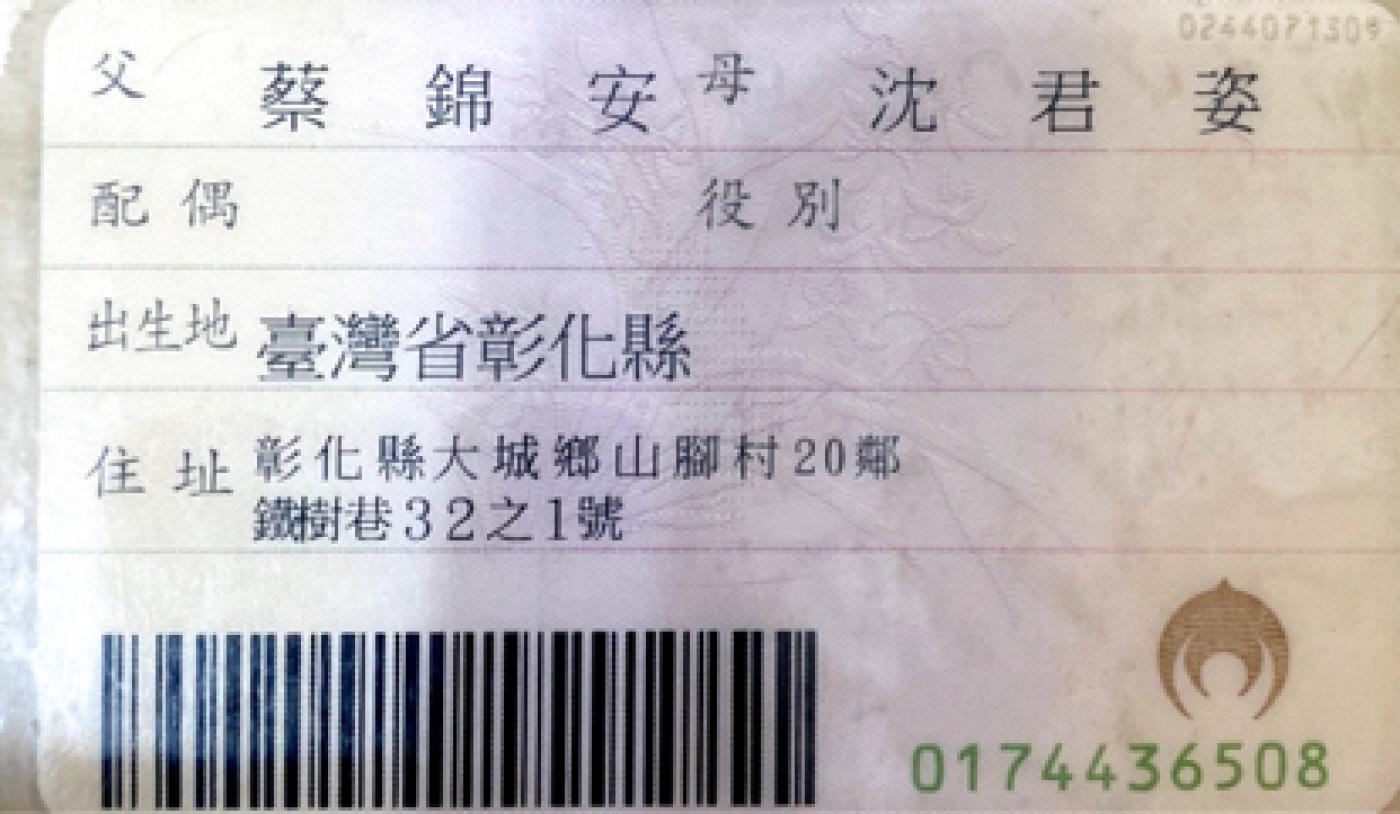 0244071309
父 蔡錦安 母 沈君姿
配偶 役別
出生地 臺灣省彰化縣
住址 彰化縣大城鄉山腳村20鄰
鐵樹巷32之1號
0174436508